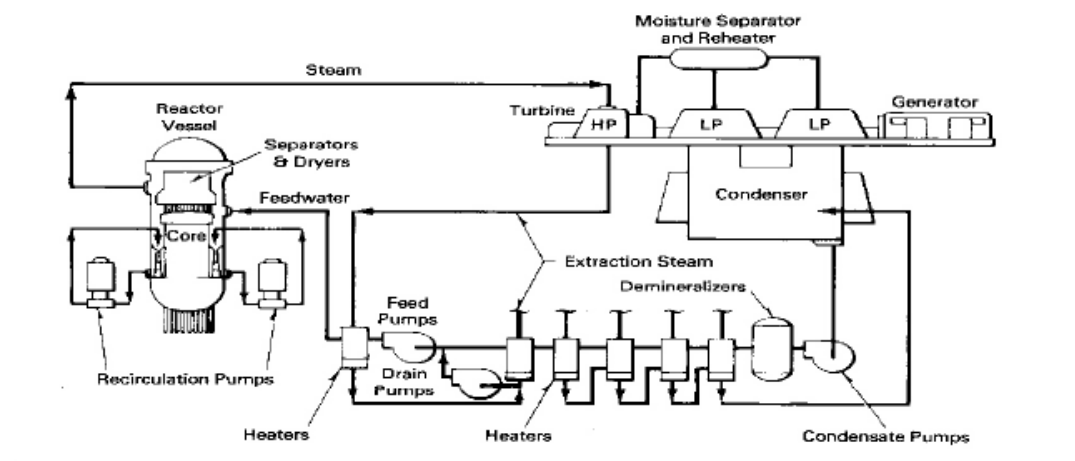 Moisture Separator
and Reheater
Steam
Reactor
Vessel
Turbine
HP
LP
LP
Generator
Separators
& Dryers
Feedwater
Condenser
Core
Extraction Steam
Demineralizers
Feed
Pumps
Drain
Pumps
Recirculation Pumps
Heaters
Heaters
Condensate Pumps